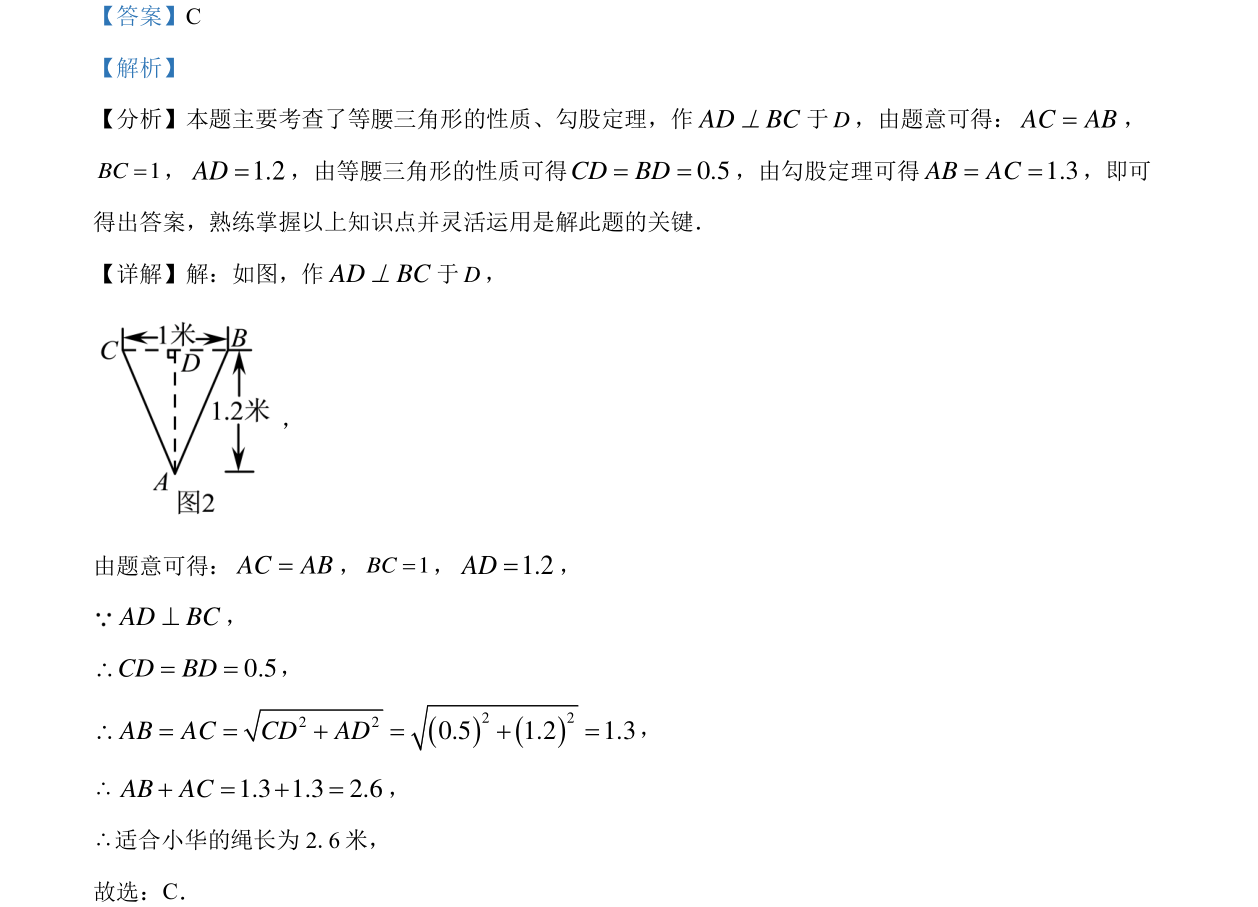 【答案】C
【解析】
【分析】本题主要考查了等腰三角形的性质、勾股定理，作 AD ⊥ BC 于 D，由题意可得：AC = AB，
BC = 1，AD = 1.2，由等腰三角形的性质可得 CD = BD = 0.5，由勾股定理可得 AB = AC = 1.3，即可
得出答案，熟练掌握以上知识点并灵活运用是解此题的关键．
【详解】解：如图，作 AD ⊥ BC 于 D，
1米
C
B
D
1.2米
，
A
图2
由题意可得：AC = AB，BC = 1，AD = 1.2，
∵ AD ⊥ BC，
∴ CD = BD = 0.5，
∴ AB = AC = √(CD² + AD²) = √((0.5)² + (1.2)²) = 1.3，
∴ AB + AC = 1.3 + 1.3 = 2.6，
∴适合小华的绳长为 2.6 米，
故选：C．